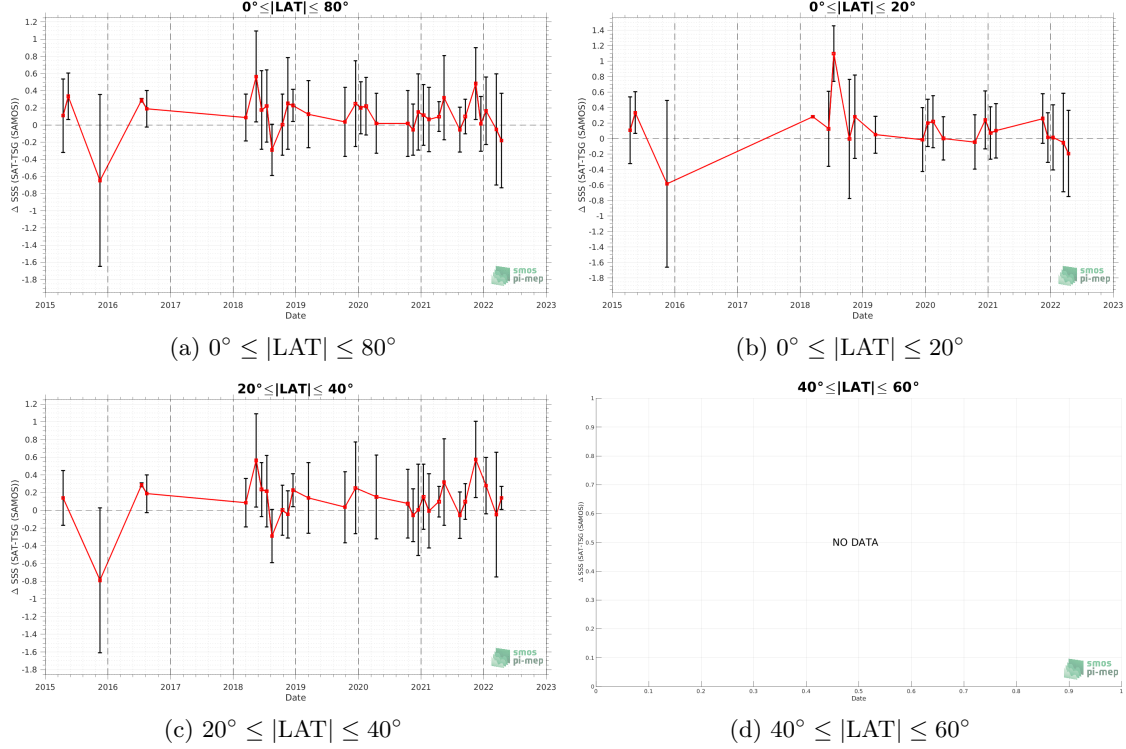 0°≤|LAT|≤ 80°
Δ SSS (SAT-TSG (SAMOS))
1.2
1
0.8
0.6
0.4
0.2
0
-0.2
-0.4
-0.6
-0.8
-1
-1.2
-1.4
-1.6
-1.8
2015 2016 2017 2018 2019 2020 2021 2022 2023
Date
smos
pi-mep
(a) 0° ≤ |LAT| ≤ 80°
0°≤|LAT|≤ 20°
Δ SSS (SAT-TSG (SAMOS))
1.4
1.2
1
0.8
0.6
0.4
0.2
0
-0.2
-0.4
-0.6
-0.8
-1
-1.2
-1.4
-1.6
-1.8
2015 2016 2017 2018 2019 2020 2021 2022 2023
Date
smos
pi-mep
(b) 0° ≤ |LAT| ≤ 20°
20°≤|LAT|≤ 40°
Δ SSS (SAT-TSG (SAMOS))
1.2
1
0.8
0.6
0.4
0.2
0
-0.2
-0.4
-0.6
-0.8
-1
-1.2
-1.4
-1.6
-1.8
2015 2016 2017 2018 2019 2020 2021 2022 2023
Date
smos
pi-mep
(c) 20° ≤ |LAT| ≤ 40°
40°≤|LAT|≤ 60°
Δ SSS (SAT-TSG (SAMOS))
1
0.9
0.8
0.7
0.6
0.5
0.4
0.3
0.2
0.1
0
NO DATA
0 0.1 0.2 0.3 0.4 0.5 0.6 0.7 0.8 0.9 1
Date
smos
pi-mep
(d) 40° ≤ |LAT| ≤ 60°